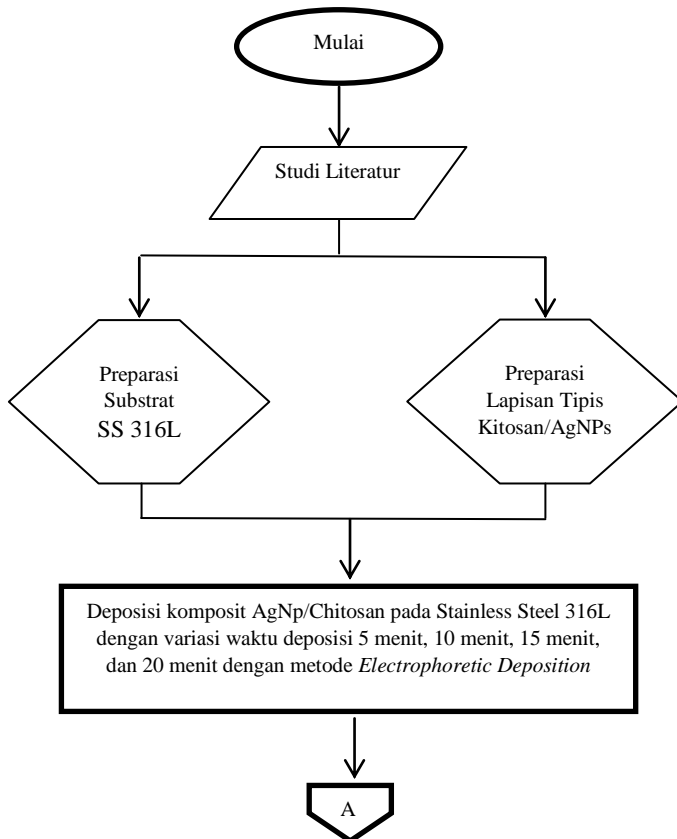 Mulai
Studi Literatur
Preparasi
Substrat
SS 316L
Preparasi
Lapisan Tipis
Kitosan/AgNPs
Deposisi komposit AgNp/Chitosan pada Stainless Steel 316L
dengan variasi waktu deposisi 5 menit, 10 menit, 15 menit,
dan 20 menit dengan metode Electrophoretic Deposition
A